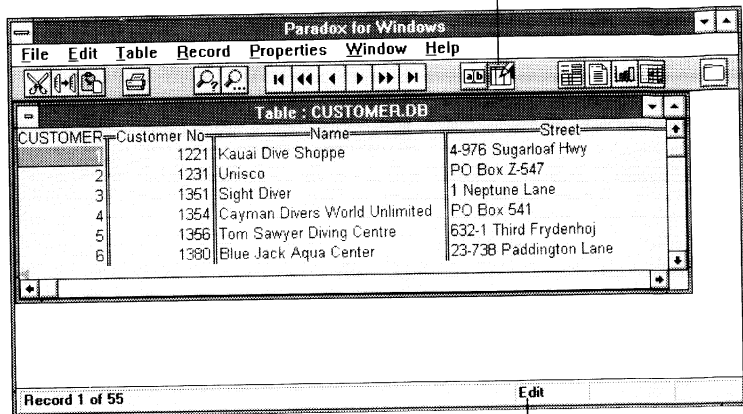 Paradox for Windows
File Edit Table Record Properties Window Help
ab
Table : CUSTOMER.DB
CUSTOMER Customer No Name Street
1 1221 Kauai Dive Shoppe 4-976 Sugarloaf Hwy
2 1231 Unisco PO Box Z-547
3 1351 Sight Diver 1 Neptune Lane
4 1354 Cayman Divers World Unlimited PO Box 541
5 1356 Tom Sawyer Diving Centre 632-1 Third Frydenhoj
6 1380 Blue Jack Aqua Center 23-738 Paddington Lane
Record 1 of 55 Edit